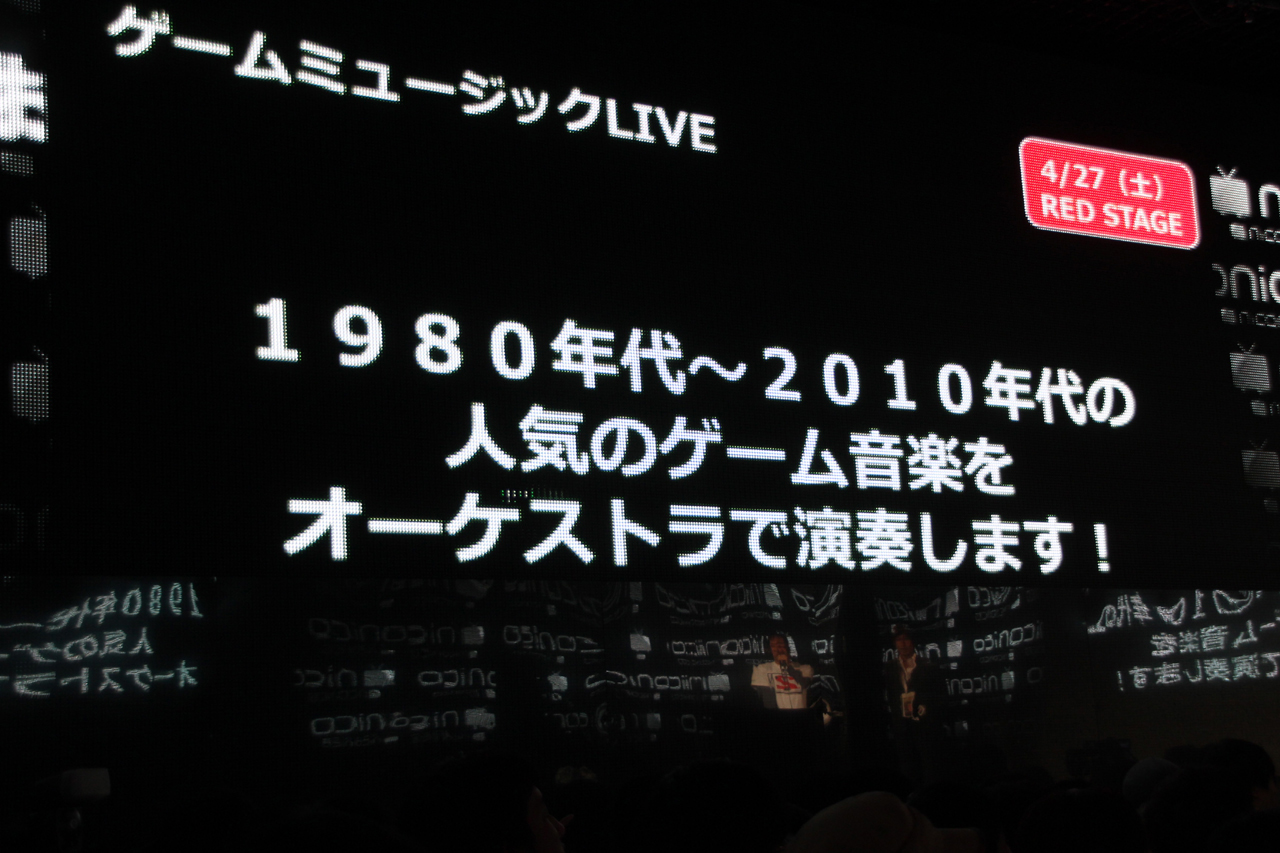 ゲームミュージックLIVE
4/27（土）
RED STAGE
１９８０年代～２０１０年代の
人気のゲーム音楽を
オーケストラで演奏します！